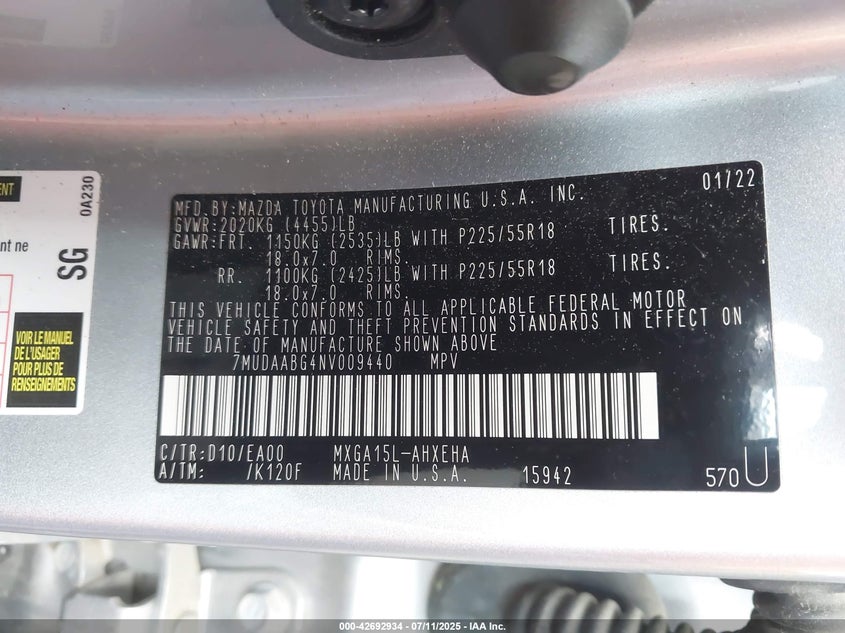 ENT
nt ne
0A230
SG
VOIR LE MANUEL
DE L'USAGER
POUR PLUS DE
RENSEIGNEMENTS
MFD.BY:MAZDA TOYOTA MANUFACTURING U.S.A. INC. 01/22
GVWR:2020KG (4455)LB
GAWR:FRT. 1150KG (2535)LB WITH P225/55R18 TIRES.
18.0x7.0 RIMS.
RR. 1100KG (2425)LB WITH P225/55R18 TIRES.
18.0x7.0 RIMS.
THIS VEHICLE CONFORMS TO ALL APPLICABLE FEDERAL MOTOR
VEHICLE SAFETY AND THEFT PREVENTION STANDARDS IN EFFECT ON
THE DATE OF MANUFACTURE SHOWN ABOVE
7MUDAABG4NV009440 MPV
C/TR:D10/EA00 MXGA15L-AHXEHA
A/TM: /K120F MADE IN U.S.A. 15942 570U
000-42692934 - 07/11/2025 - IAA Inc.